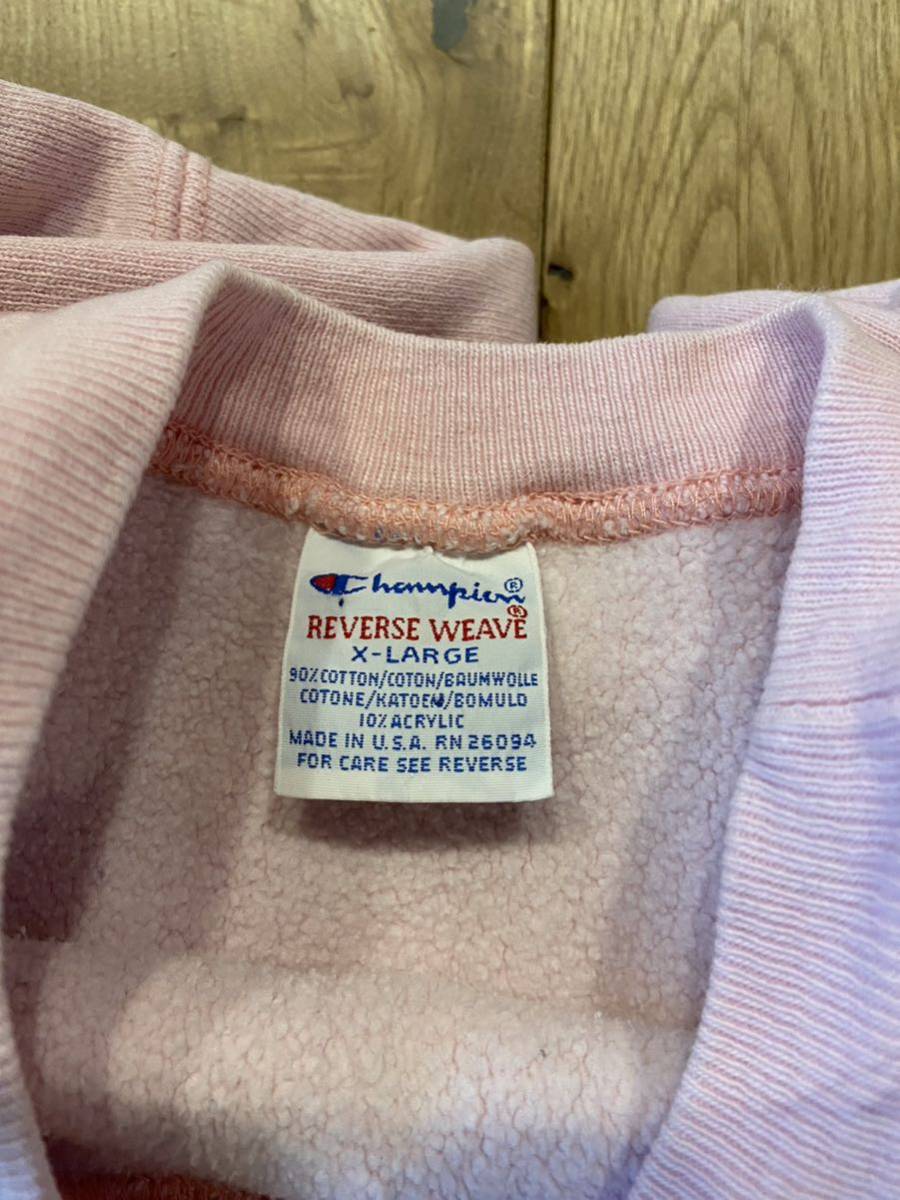 Champion®
REVERSE WEAVE®
X-LARGE
90% COTTON/COTON/BAUMWOLLE
COTONE/KATOEN/BOMULD
10% ACRYLIC
MADE IN U.S.A. RN 26094
FOR CARE SEE REVERSE